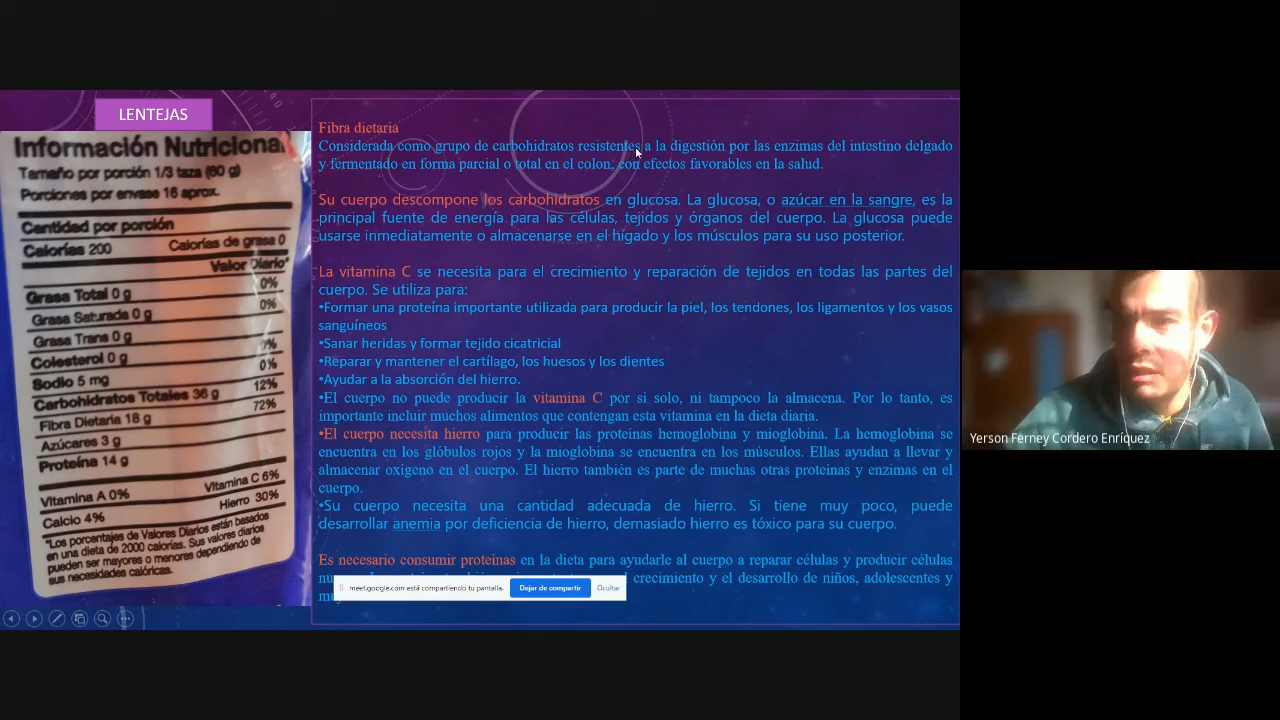 LENTEJAS
Información Nutricional
Tamaño por porción 1/3 taza (60 g)
Porciones por envase 16 aprox.
Cantidad por porción
Calorías 200 Calorías de grasa 0
Valor Diario*
Grasa Total 0 g 0%
Grasa Saturada 0 g 0%
Grasa Trans 0 g
Colesterol 0 g 0%
Sodio 5 mg 0%
Carbohidratos Totales 36 g 12%
Fibra Dietaria 18 g 72%
Azúcares 3 g
Proteína 14 g
Vitamina A 0% Vitamina C 6%
Calcio 4% Hierro 30%
*Los porcentajes de Valores Diarios están basados
en una dieta de 2000 calorías. Sus valores diarios
pueden ser mayores o menores dependiendo de
sus necesidades calóricas.
Fibra dietaria
Considerada como grupo de carbohidratos resistentes a la digestión por las enzimas del intestino delgado
y fermentado en forma parcial o total en el colon, con efectos favorables en la salud.
Su cuerpo descompone los carbohidratos en glucosa. La glucosa, o azúcar en la sangre, es la
principal fuente de energía para las células, tejidos y órganos del cuerpo. La glucosa puede
usarse inmediatamente o almacenarse en el hígado y los músculos para su uso posterior.
La vitamina C se necesita para el crecimiento y reparación de tejidos en todas las partes del
cuerpo. Se utiliza para:
•Formar una proteína importante utilizada para producir la piel, los tendones, los ligamentos y los vasos
sanguíneos
•Sanar heridas y formar tejido cicatricial
•Reparar y mantener el cartílago, los huesos y los dientes
•Ayudar a la absorción del hierro.
•El cuerpo no puede producir la vitamina C por si solo, ni tampoco la almacena. Por lo tanto, es
importante incluir muchos alimentos que contengan esta vitamina en la dieta diaria.
•El cuerpo necesita hierro para producir las proteinas hemoglobina y mioglobina. La hemoglobina se
encuentra en los glóbulos rojos y la mioglobina se encuentra en los músculos. Ellas ayudan a llevar y
almacenar oxígeno en el cuerpo. El hierro también es parte de muchas otras proteinas y enzimas en el
cuerpo.
•Su cuerpo necesita una cantidad adecuada de hierro. Si tiene muy poco, puede
desarrollar anemia por deficiencia de hierro, demasiado hierro es tóxico para su cuerpo.
Es necesario consumir proteínas en la dieta para ayudarle al cuerpo a reparar células y producir células
crecimiento y el desarrollo de niños, adolescentes y
meet.google.com está compartiendo tu pantalla. Dejar de compartir Ocultar
Yerson Ferney Cordero Enríquez